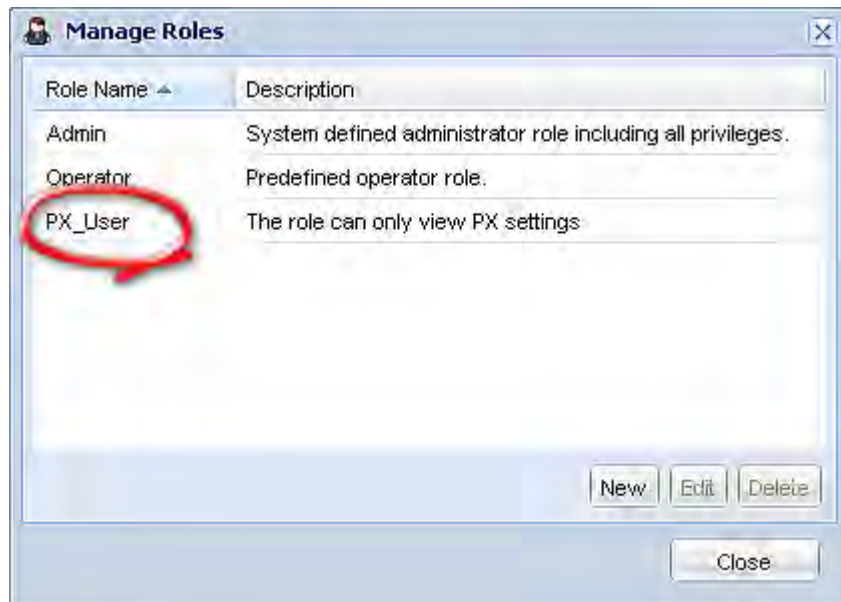 Manage Roles
Role Name Description
Admin System defined administrator role including all privileges.
Operator Predefined operator role.
PX_User The role can only view PX settings
New Edit Delete
Close